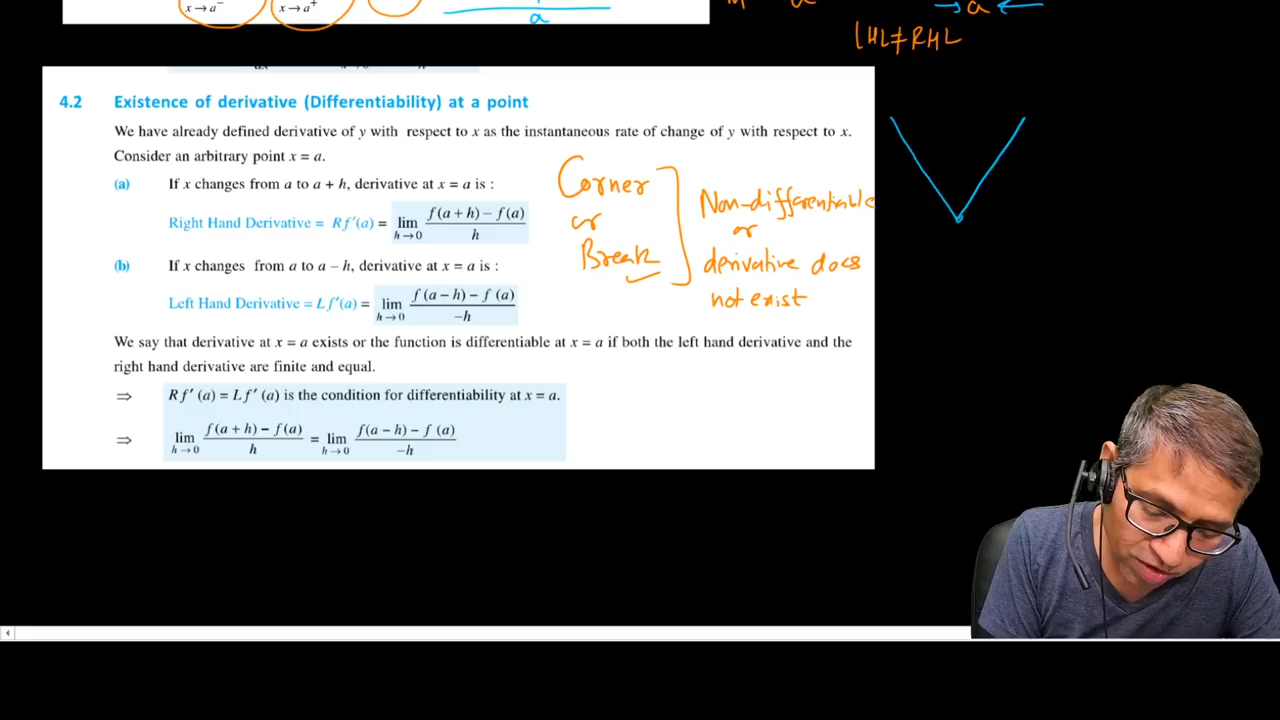 x → a⁻ x → a⁺
a
a
LHL ≠ RHL
4.2 Existence of derivative (Differentiability) at a point
We have already defined derivative of y with respect to x as the instantaneous rate of change of y with respect to x.
Consider an arbitrary point x = a.
(a) If x changes from a to a + h, derivative at x = a is :
Right Hand Derivative = R f′(a) = lim h→0 f(a + h) − f(a) / h
(b) If x changes from a to a − h, derivative at x = a is :
Left Hand Derivative = L f′(a) = lim h→0 f(a − h) − f (a) / −h
Corner
or
Break
Non-differentiable
or
derivative does
not exist
We say that derivative at x = a exists or the function is differentiable at x = a if both the left hand derivative and the
right hand derivative are finite and equal.
⇒ R f′ (a) = L f′ (a) is the condition for differentiability at x = a.
⇒ lim h→0 f(a + h) − f(a) / h = lim h→0 f(a − h) − f (a) / −h